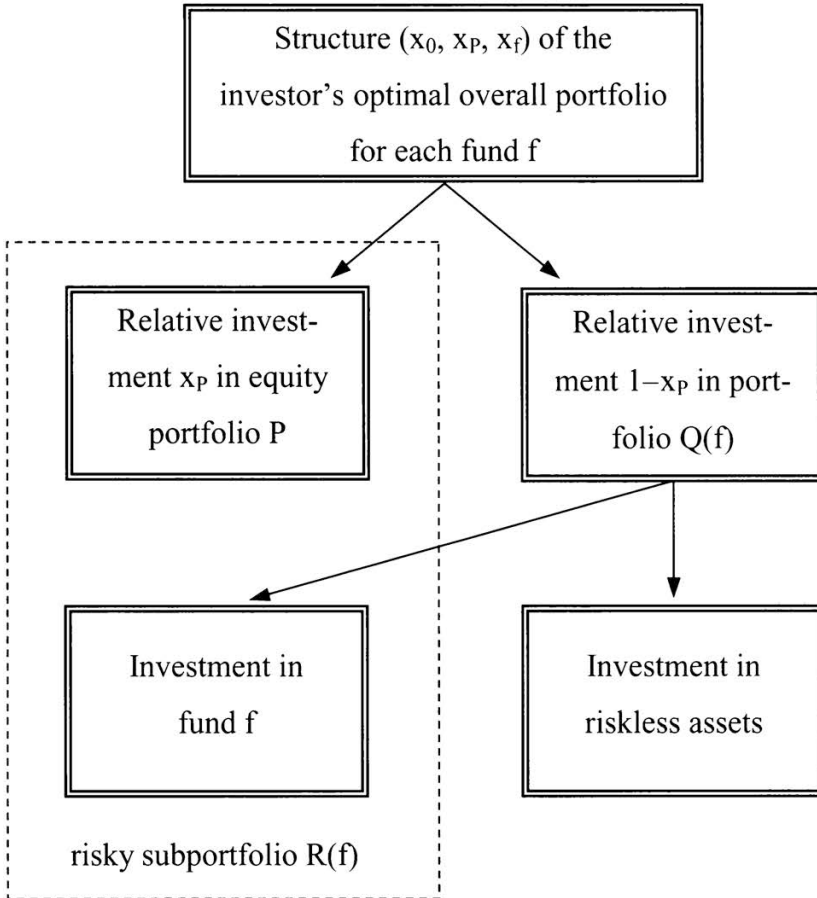 Structure (x₀, xₚ, x_f) of the
investor's optimal overall portfolio
for each fund f
Relative invest-
ment xₚ in equity
portfolio P
Relative invest-
ment 1–xₚ in port-
folio Q(f)
Investment in
fund f
Investment in
riskless assets
risky subportfolio R(f)